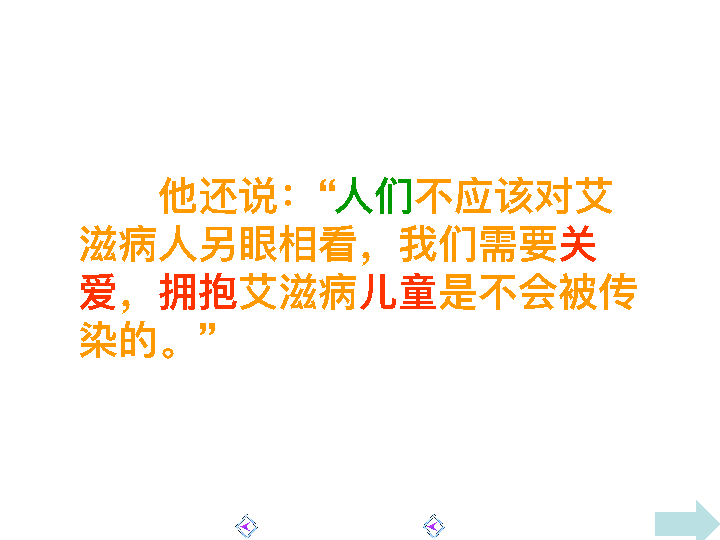 他还说：“人们不应该对艾
滋病人另眼相看，我们需要关
爱，拥抱艾滋病儿童是不会被传
染的。”